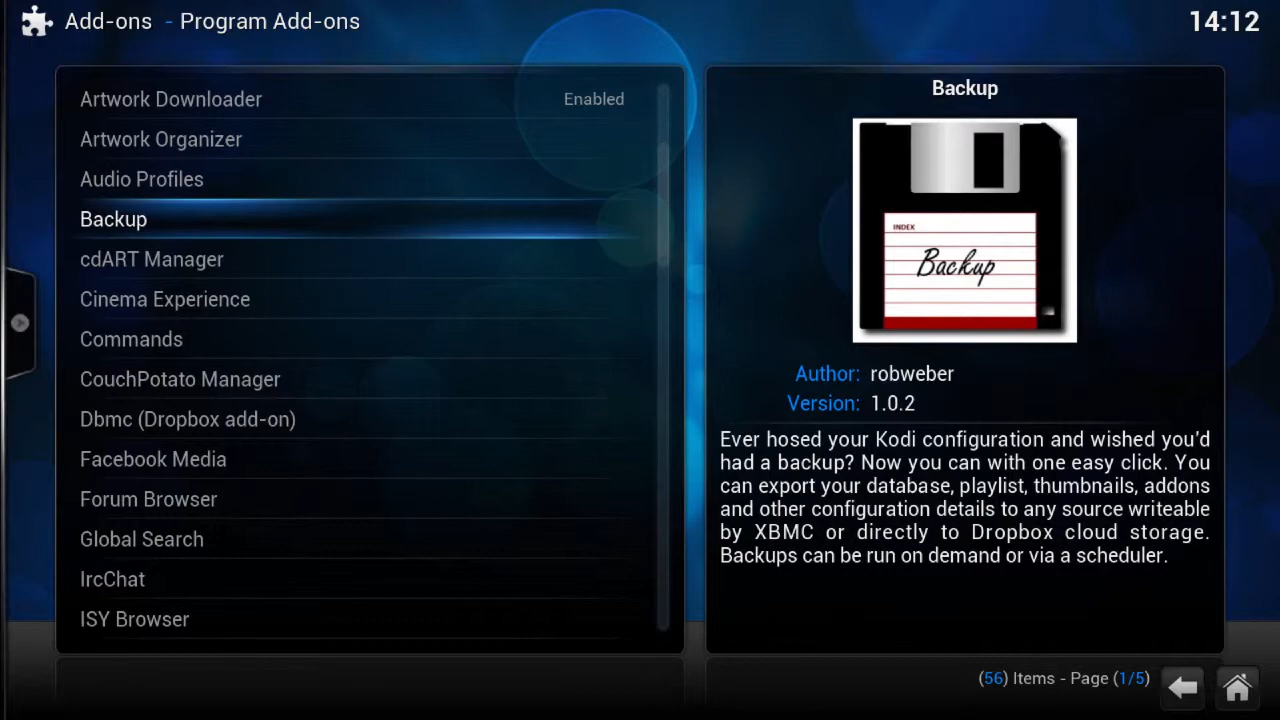 Add-ons - Program Add-ons
14:12
Artwork Downloader Enabled
Artwork Organizer
Audio Profiles
Backup
cdART Manager
Cinema Experience
Commands
CouchPotato Manager
Dbmc (Dropbox add-on)
Facebook Media
Forum Browser
Global Search
IrcChat
ISY Browser
Backup
INDEX
Backup
Author: robweber
Version: 1.0.2
Ever hosed your Kodi configuration and wished you'd
had a backup? Now you can with one easy click. You
can export your database, playlist, thumbnails, addons
and other configuration details to any source writeable
by XBMC or directly to Dropbox cloud storage.
Backups can be run on demand or via a scheduler.
(56) Items - Page (1/5)